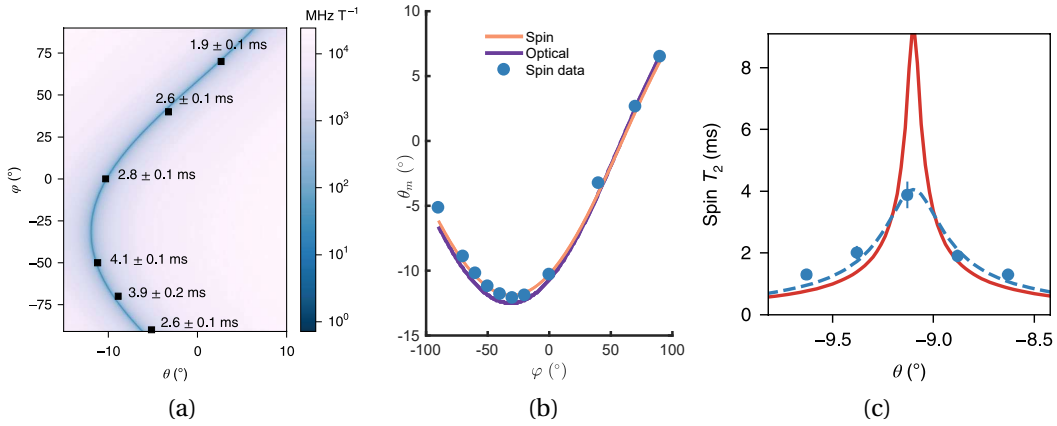 MHz T⁻¹
75
50
25
0
−25
−50
−75
φ (°)
1.9 ± 0.1 ms
2.6 ± 0.1 ms
2.8 ± 0.1 ms
4.1 ± 0.1 ms
3.9 ± 0.2 ms
2.6 ± 0.1 ms
−10
0
10
θ (°)
10⁴
10³
10²
10¹
10⁰
(a)
10
5
0
-5
-10
-15
θₘ (°)
Spin
Optical
Spin data
-100
-50
0
50
100
φ (°)
(b)
8
6
4
2
0
Spin T₂ (ms)
−9.5
−9.0
−8.5
θ (°)
(c)